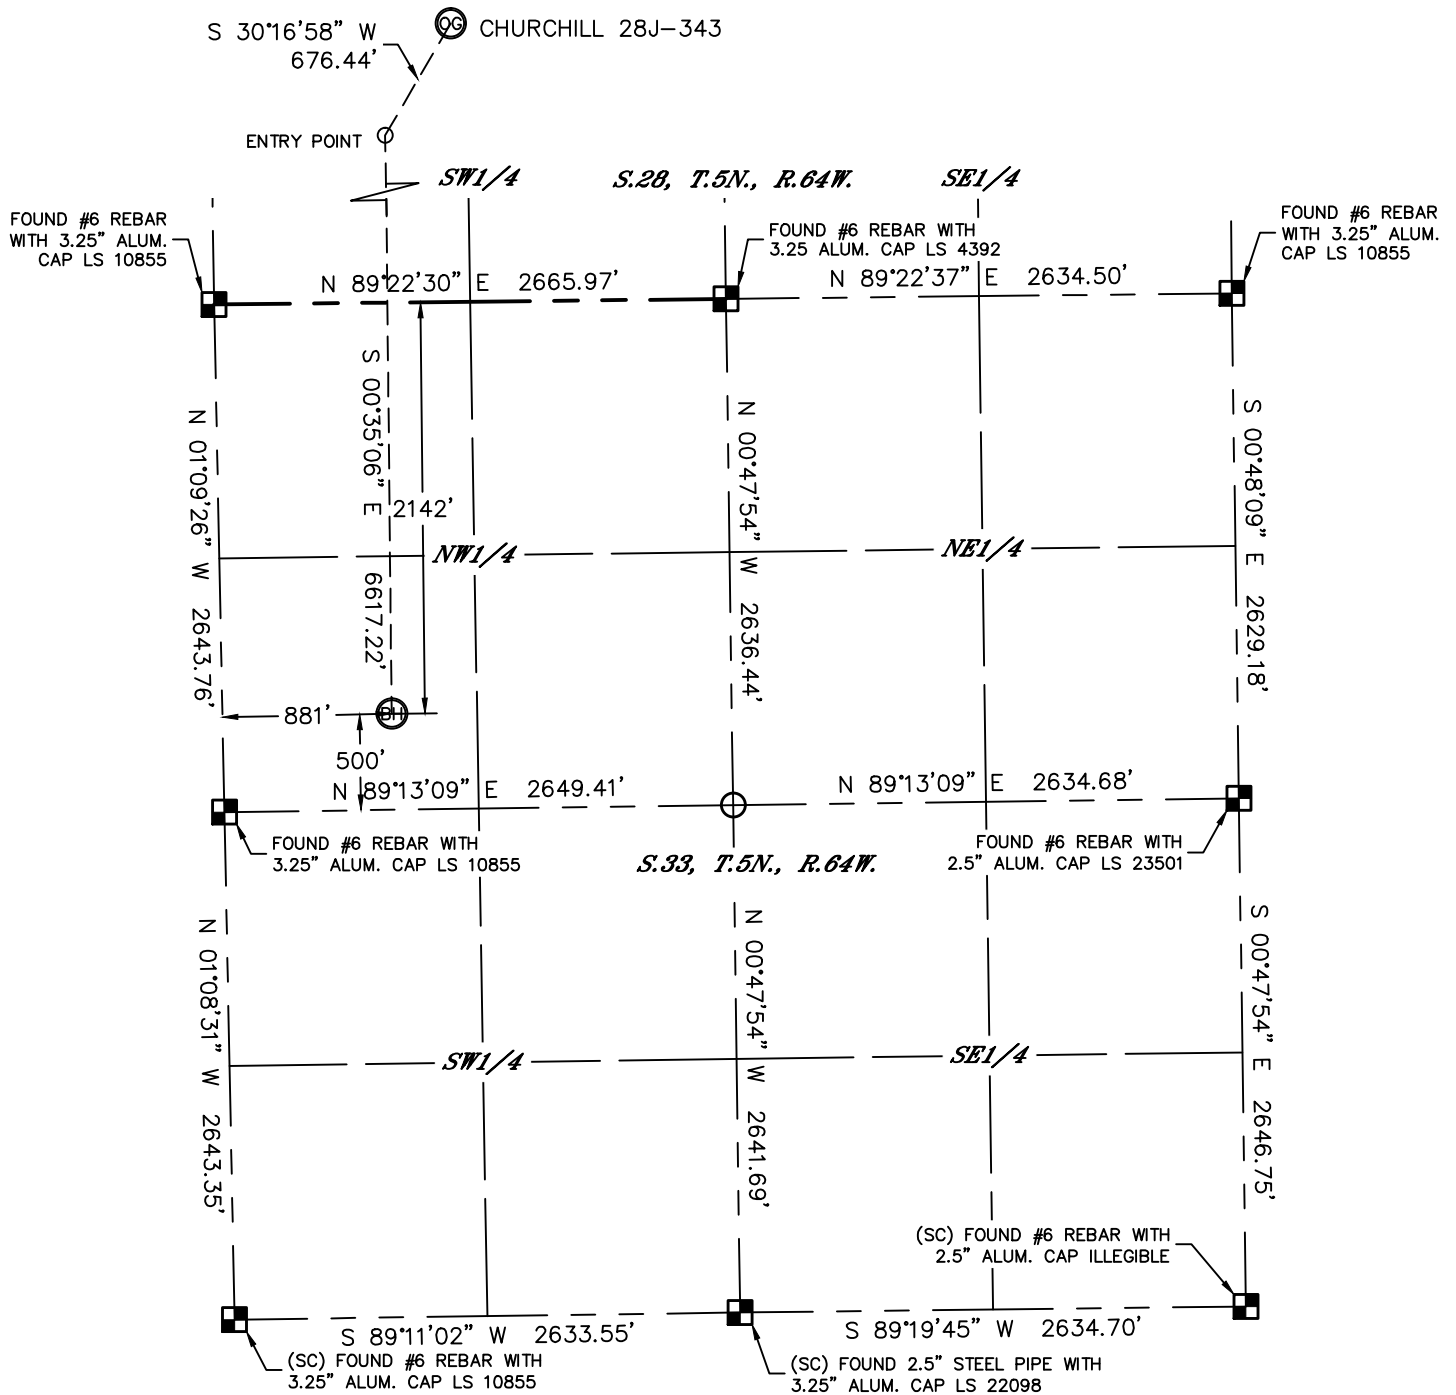 S 30°16'58" W
676.44'
OG
CHURCHILL 28J-343
ENTRY POINT
SW1/4
S.28, T.5N., R.64W.
SE1/4
FOUND #6 REBAR
WITH 3.25" ALUM.
CAP LS 10855
FOUND #6 REBAR WITH
3.25 ALUM. CAP LS 4392
FOUND #6 REBAR
WITH 3.25" ALUM.
CAP LS 10855
N 89°22'30" E 2665.97'
N 89°22'37" E 2634.50'
N 01°09'26" W 2643.76'
S 00°35'06" E 6617.22'
2142'
N 00°47'54" W 2636.44'
S 00°48'09" E 2629.18'
NW1/4
NE1/4
881'
BH
500'
N 89°13'09" E 2649.41'
N 89°13'09" E 2634.68'
FOUND #6 REBAR WITH
3.25" ALUM. CAP LS 10855
S.33, T.5N., R.64W.
FOUND #6 REBAR WITH
2.5" ALUM. CAP LS 23501
N 01°08'31" W 2643.35'
N 00°47'54" W 2641.69'
S 00°47'54" E 2646.75'
SW1/4
SE1/4
(SC) FOUND #6 REBAR WITH
2.5" ALUM. CAP ILLEGIBLE
S 89°11'02" W 2633.55'
S 89°19'45" W 2634.70'
(SC) FOUND #6 REBAR WITH
3.25" ALUM. CAP LS 10855
(SC) FOUND 2.5" STEEL PIPE WITH
3.25" ALUM. CAP LS 22098